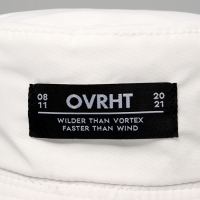 08 OVRHT 20
11 21
WILDER THAN VORTEX
FASTER THAN WIND